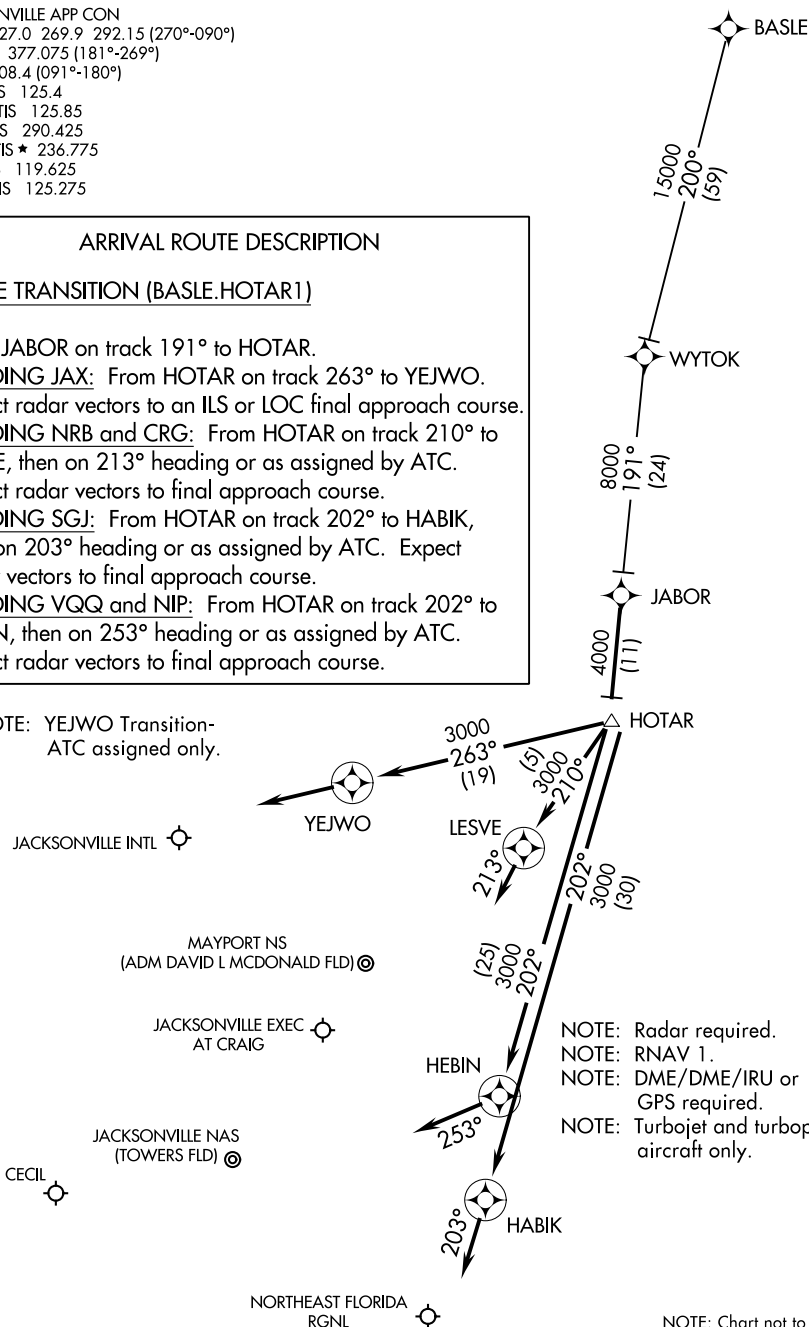 NVILLE APP CON
27.0 269.9 292.15 (270°-090°)
377.075 (181°-269°)
08.4 (091°-180°)
S 125.4
TIS 125.85
S 290.425
TIS ★ 236.775
119.625
IS 125.275
ARRIVAL ROUTE DESCRIPTION
E TRANSITION (BASLE.HOTAR1)
JABOR on track 191° to HOTAR.
DING JAX: From HOTAR on track 263° to YEJWO.
ct radar vectors to an ILS or LOC final approach course.
DING NRB and CRG: From HOTAR on track 210° to
E, then on 213° heading or as assigned by ATC.
ct radar vectors to final approach course.
DING SGJ: From HOTAR on track 202° to HABIK,
on 203° heading or as assigned by ATC. Expect
vectors to final approach course.
DING VQQ and NIP: From HOTAR on track 202° to
N, then on 253° heading or as assigned by ATC.
ct radar vectors to final approach course.
BASLE
15000
200°
(59)
WYTOK
8000
191°
(24)
JABOR
4000
(11)
HOTAR
TE: YEJWO Transition-
ATC assigned only.
3000
263°
(19)
YEJWO
(5)
3000
210°
LESVE
213°
JACKSONVILLE INTL
202°
3000
(30)
(25)
3000
202°
MAYPORT NS
(ADM DAVID L MCDONALD FLD)
JACKSONVILLE EXEC
AT CRAIG
HEBIN
253°
NOTE: Radar required.
NOTE: RNAV 1.
NOTE: DME/DME/IRU or
GPS required.
NOTE: Turbojet and turbop
aircraft only.
JACKSONVILLE NAS
(TOWERS FLD)
CECIL
HABIK
203°
NORTHEAST FLORIDA
RGNL
NOTE: Chart not to